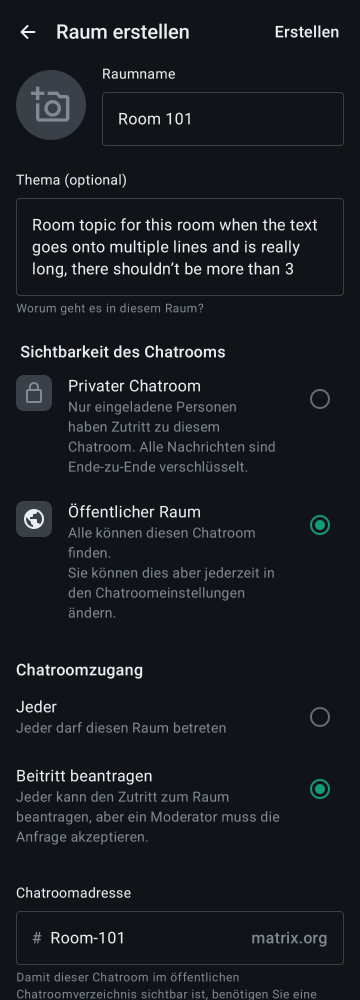 Raum erstellen
Erstellen
Raumname
Room 101
Thema (optional)
Room topic for this room when the text
goes onto multiple lines and is really
long, there shouldn’t be more than 3
Worum geht es in diesem Raum?
Sichtbarkeit des Chatrooms
Privater Chatroom
Nur eingeladene Personen
haben Zutritt zu diesem
Chatroom. Alle Nachrichten sind
Ende-zu-Ende verschlüsselt.
Öffentlicher Raum
Alle können diesen Chatroom
finden.
Sie können dies aber jederzeit in
den Chatroomeinstellungen
ändern.
Chatroomzugang
Jeder
Jeder darf diesen Raum betreten
Beitritt beantragen
Jeder kann den Zutritt zum Raum
beantragen, aber ein Moderator muss die
Anfrage akzeptieren.
Chatroomadresse
# Room-101 matrix.org
Damit dieser Chatroom im öffentlichen
Chatroomverzeichnis sichtbar ist, benötigen Sie eine